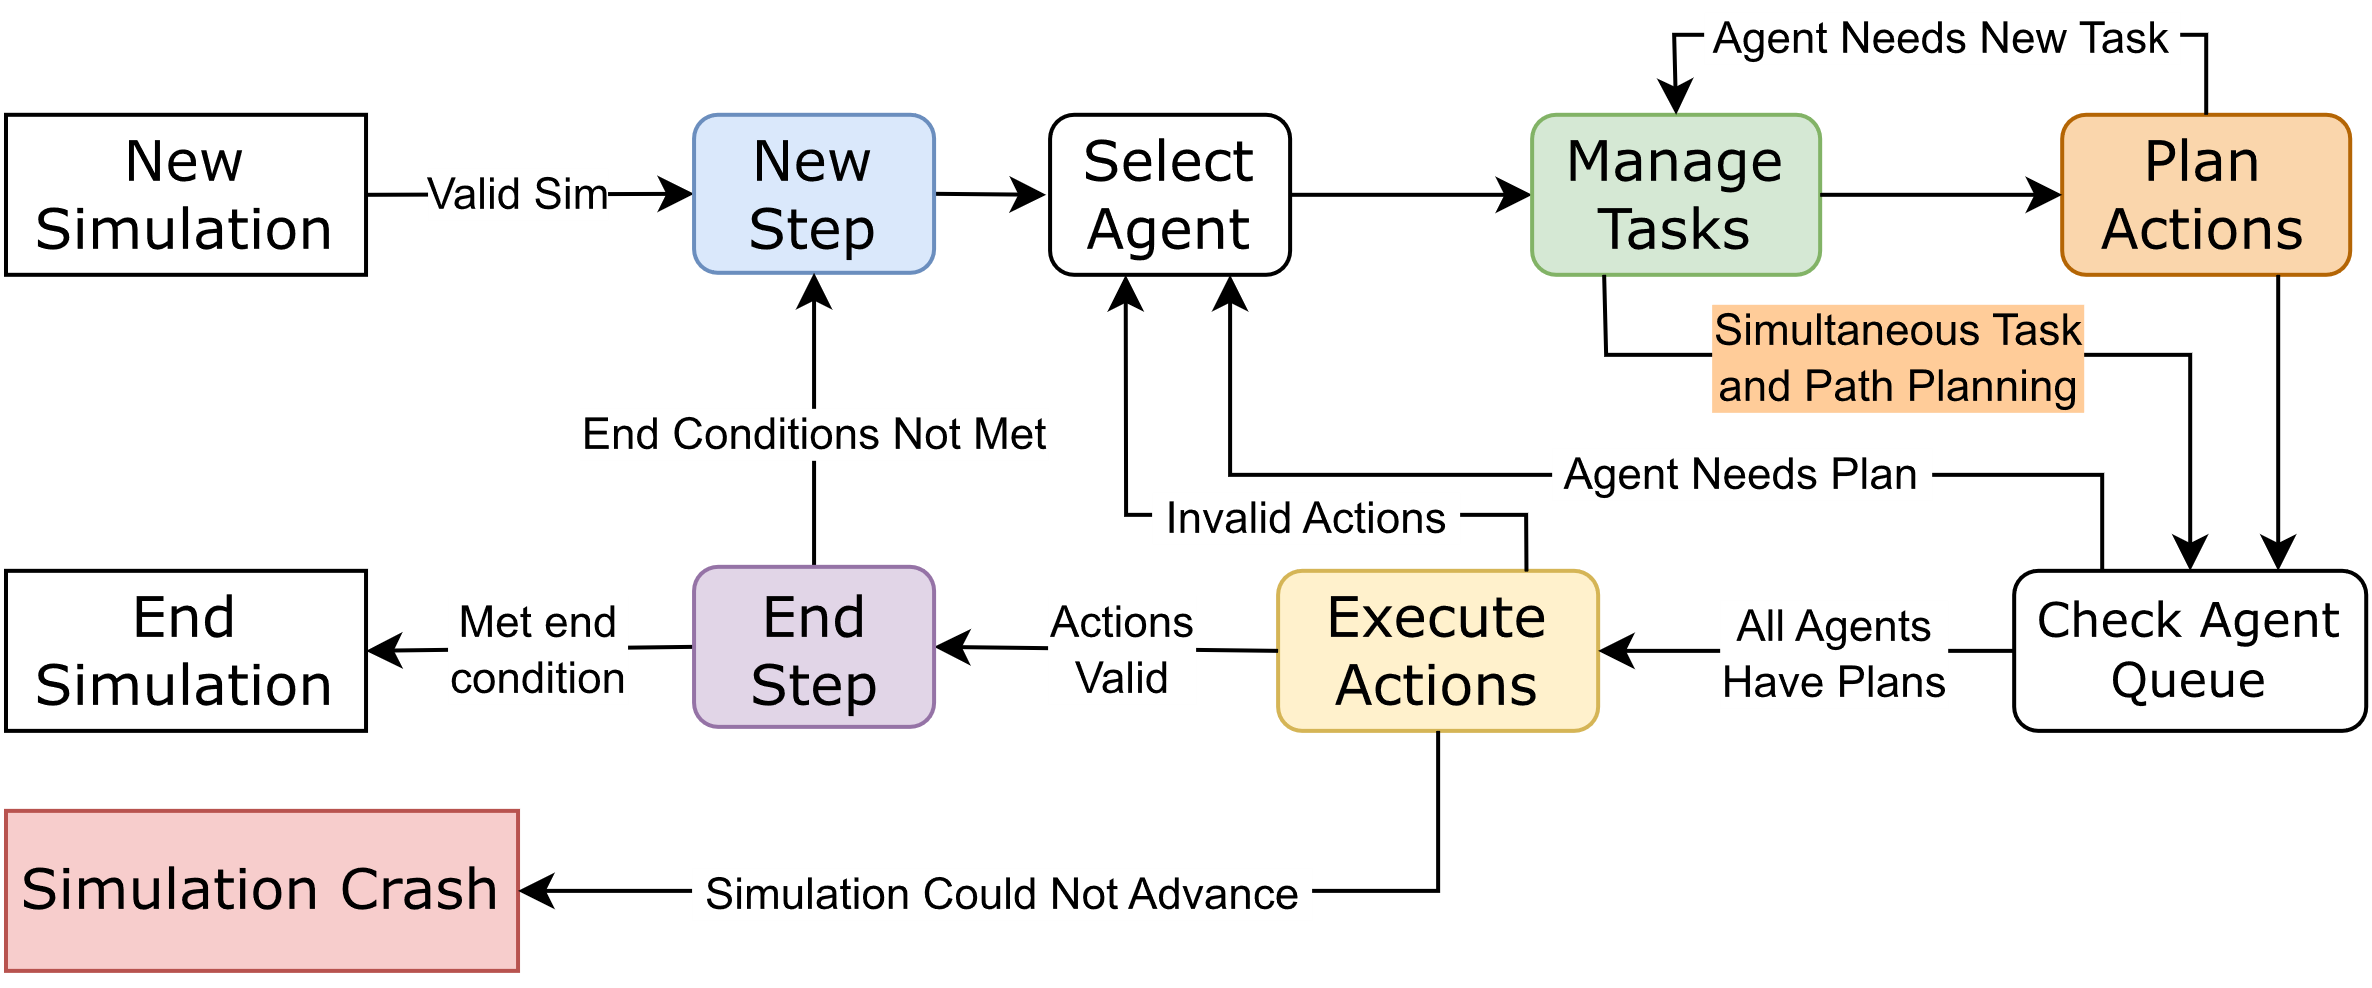 Agent Needs New Task
New
Simulation
Valid Sim
New
Step
Select
Agent
Manage
Tasks
Plan
Actions
Simultaneous Task
and Path Planning
End Conditions Not Met
Agent Needs Plan
Invalid Actions
End
Simulation
Met end
condition
End
Step
Actions
Valid
Execute
Actions
All Agents
Have Plans
Check Agent
Queue
Simulation Crash
Simulation Could Not Advance